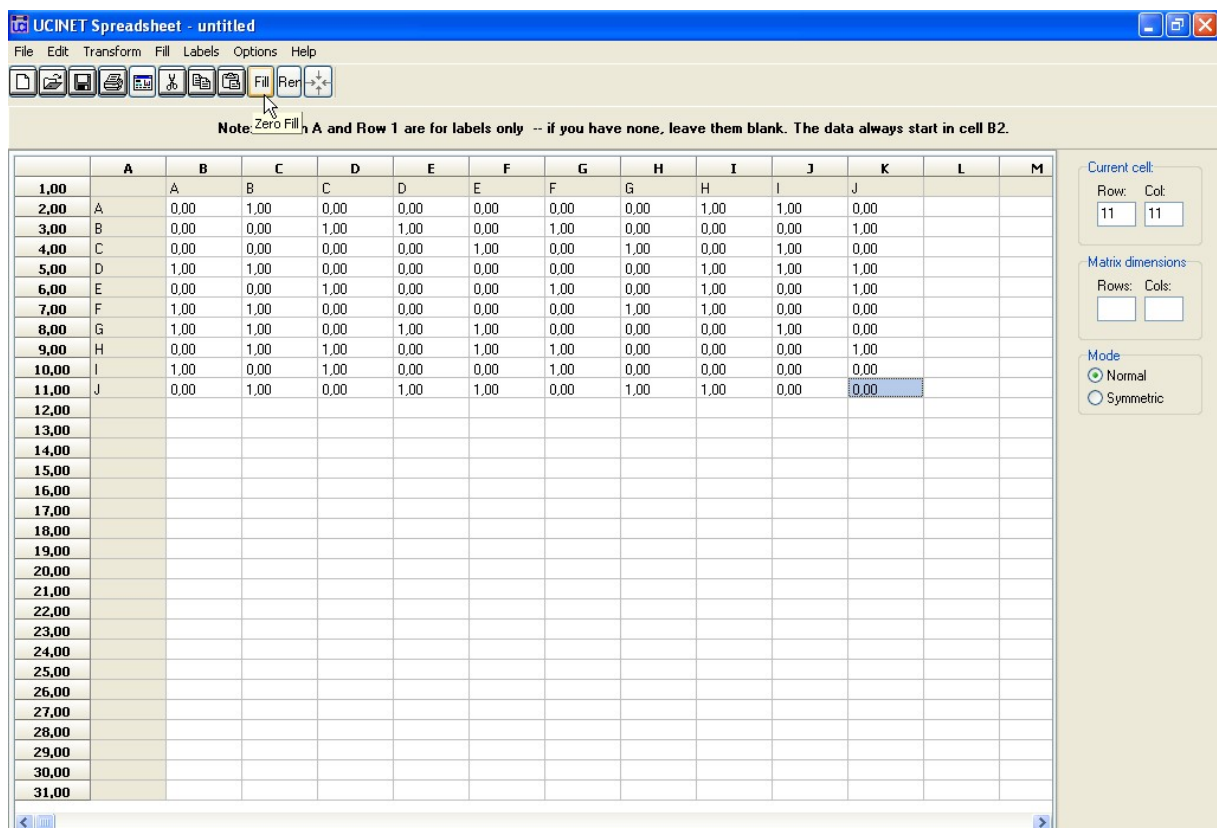 UCINET Spreadsheet - untitled
File Edit Transform Fill Labels Options Help
Fill Ren
Zero Fill
Note: A and Row 1 are for labels only -- if you have none, leave them blank. The data always start in cell B2.
A B C D E F G H I J K L M
1,00 A B C D E F G H I J
2,00 A 0,00 1,00 0,00 0,00 0,00 0,00 0,00 1,00 1,00 0,00
3,00 B 0,00 0,00 1,00 1,00 0,00 1,00 0,00 0,00 0,00 1,00
4,00 C 0,00 0,00 0,00 0,00 1,00 0,00 1,00 0,00 1,00 0,00
5,00 D 1,00 1,00 0,00 0,00 0,00 0,00 0,00 1,00 1,00 1,00
6,00 E 0,00 0,00 1,00 0,00 0,00 1,00 0,00 1,00 0,00 1,00
7,00 F 1,00 1,00 0,00 0,00 0,00 0,00 1,00 1,00 0,00 0,00
8,00 G 1,00 1,00 0,00 1,00 1,00 0,00 0,00 0,00 1,00 0,00
9,00 H 0,00 1,00 1,00 0,00 1,00 1,00 0,00 0,00 0,00 1,00
10,00 I 1,00 0,00 1,00 0,00 0,00 1,00 0,00 0,00 0,00 0,00
11,00 J 0,00 1,00 0,00 1,00 1,00 0,00 1,00 1,00 0,00 0,00
12,00
13,00
14,00
15,00
16,00
17,00
18,00
19,00
20,00
21,00
22,00
23,00
24,00
25,00
26,00
27,00
28,00
29,00
30,00
31,00
Current cell:
Row: Col:
11 11
Matrix dimensions
Rows: Cols:
Mode
Normal
Symmetric